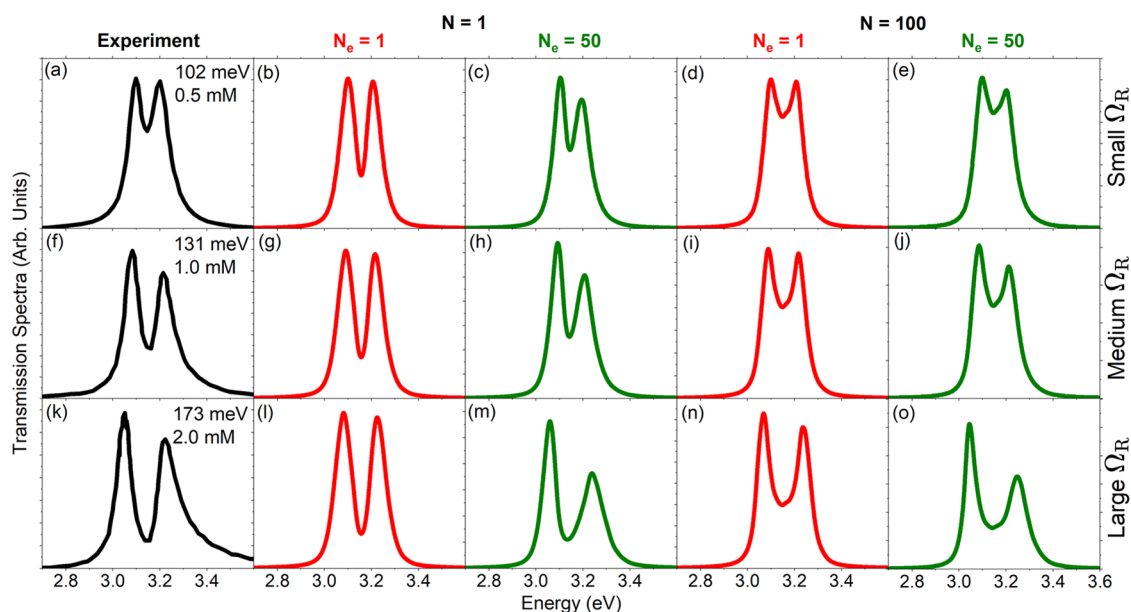 N = 1
N = 100
Experiment
Nₑ = 1
Nₑ = 50
Nₑ = 1
Nₑ = 50
(a)
102 meV
0.5 mM
(b)
(c)
(d)
(e)
Small Ω_R
(f)
131 meV
1.0 mM
(g)
(h)
(i)
(j)
Medium Ω_R
(k)
173 meV
2.0 mM
(l)
(m)
(n)
(o)
Large Ω_R
Transmission Spectra (Arb. Units)
2.8 3.0 3.2 3.4 2.8 3.0 3.2 3.4 2.8 3.0 3.2 3.4 2.8 3.0 3.2 3.4 2.8 3.0 3.2 3.4 3.6
Energy (eV)